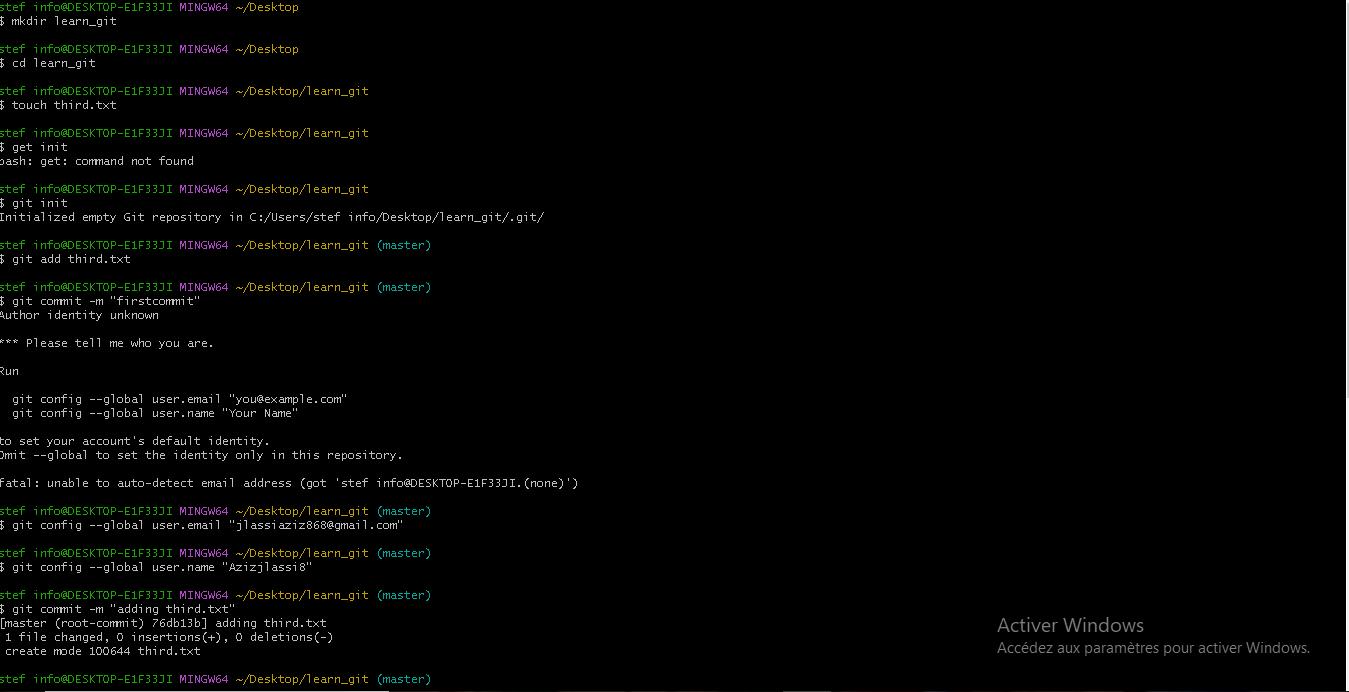 stef info@DESKTOP-E1F33JI MINGW64 ~/Desktop
$ mkdir learn_git
stef info@DESKTOP-E1F33JI MINGW64 ~/Desktop
$ cd learn_git
stef info@DESKTOP-E1F33JI MINGW64 ~/Desktop/learn_git
$ touch third.txt
stef info@DESKTOP-E1F33JI MINGW64 ~/Desktop/learn_git
$ get init
bash: get: command not found
stef info@DESKTOP-E1F33JI MINGW64 ~/Desktop/learn_git
$ git init
Initialized empty Git repository in C:/Users/stef info/Desktop/learn_git/.git/
stef info@DESKTOP-E1F33JI MINGW64 ~/Desktop/learn_git (master)
$ git add third.txt
stef info@DESKTOP-E1F33JI MINGW64 ~/Desktop/learn_git (master)
$ git commit -m "firstcommit"
Author identity unknown
*** Please tell me who you are.
Run
git config --global user.email "you@example.com"
git config --global user.name "Your Name"
to set your account's default identity.
Omit --global to set the identity only in this repository.
fatal: unable to auto-detect email address (got 'stef info@DESKTOP-E1F33JI.(none)')
stef info@DESKTOP-E1F33JI MINGW64 ~/Desktop/learn_git (master)
$ git config --global user.email "jlassiaziz868@gmail.com"
stef info@DESKTOP-E1F33JI MINGW64 ~/Desktop/learn_git (master)
$ git config --global user.name "Azizjlassi8"
stef info@DESKTOP-E1F33JI MINGW64 ~/Desktop/learn_git (master)
$ git commit -m "adding third.txt"
[master (root-commit) 76db13b] adding third.txt
1 file changed, 0 insertions(+), 0 deletions(-)
create mode 100644 third.txt
stef info@DESKTOP-E1F33JI MINGW64 ~/Desktop/learn_git (master)
Activer Windows
Accédez aux paramètres pour activer Windows.